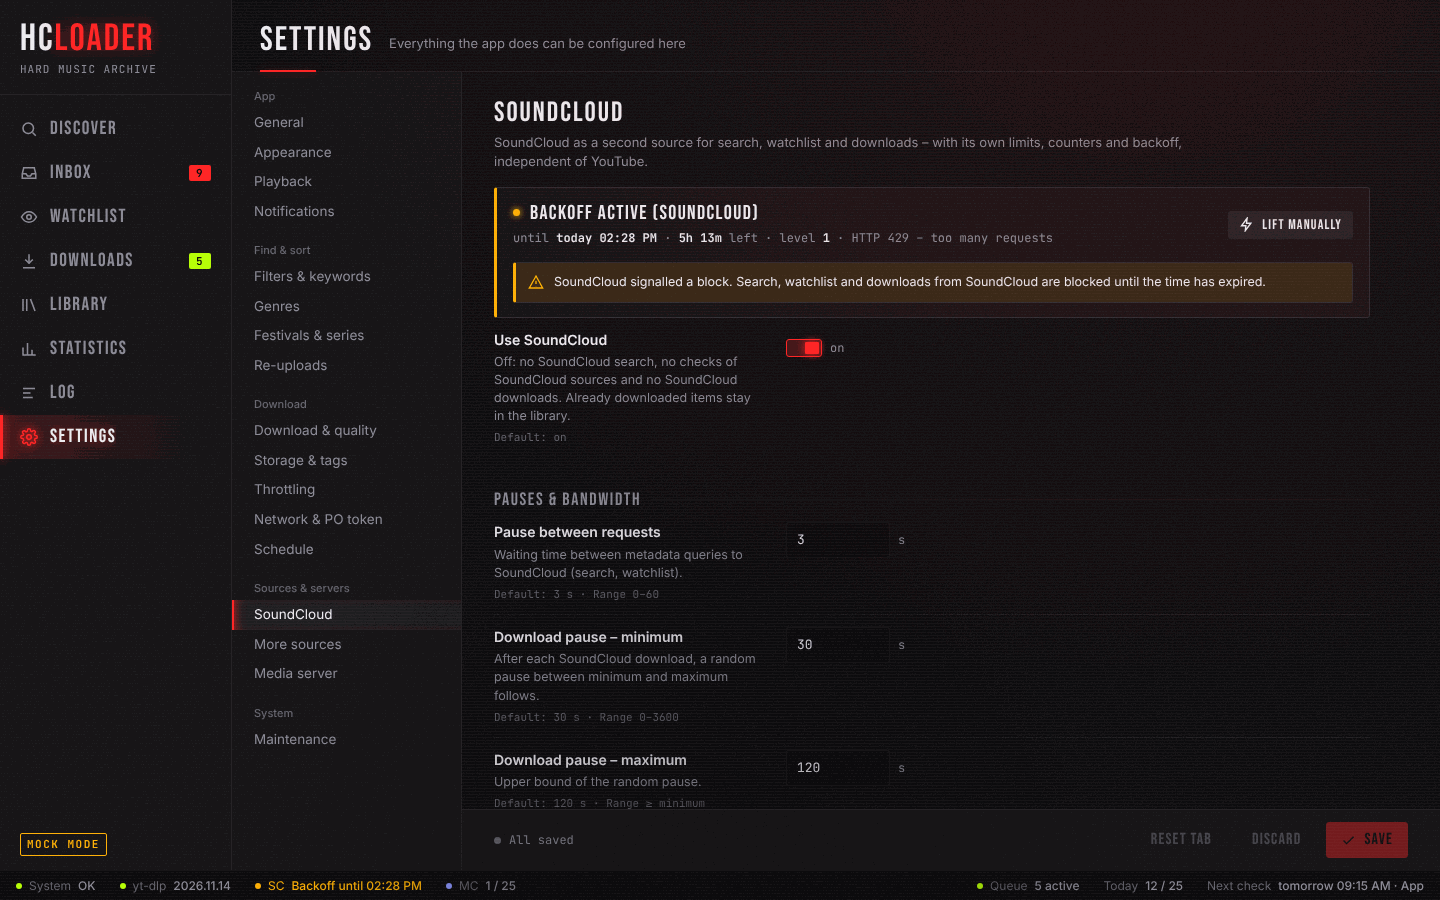 HCLOADER
HARD MUSIC ARCHIVE
DISCOVER
INBOX 9
WATCHLIST
DOWNLOADS 5
LIBRARY
STATISTICS
LOG
SETTINGS
MOCK MODE
SETTINGS Everything the app does can be configured here
App
General
Appearance
Playback
Notifications
Find & sort
Filters & keywords
Genres
Festivals & series
Re-uploads
Download
Download & quality
Storage & tags
Throttling
Network & PO token
Schedule
Sources & servers
SoundCloud
More sources
Media server
System
Maintenance
SOUNDCLOUD
SoundCloud as a second source for search, watchlist and downloads – with its own limits, counters and backoff,
independent of YouTube.
BACKOFF ACTIVE (SOUNDCLOUD)
until today 02:28 PM · 5h 13m left · level 1 · HTTP 429 – too many requests
LIFT MANUALLY
SoundCloud signalled a block. Search, watchlist and downloads from SoundCloud are blocked until the time has expired.
Use SoundCloud
on
Off: no SoundCloud search, no checks of
SoundCloud sources and no SoundCloud
downloads. Already downloaded items stay
in the library.
Default: on
PAUSES & BANDWIDTH
Pause between requests
3 s
Waiting time between metadata queries to
SoundCloud (search, watchlist).
Default: 3 s · Range 0–60
Download pause – minimum
30 s
After each SoundCloud download, a random
pause between minimum and maximum
follows.
Default: 30 s · Range 0–3600
Download pause – maximum
120 s
Upper bound of the random pause.
Default: 120 s · Range ≥ minimum
All saved
RESET TAB
DISCARD
SAVE
System OK
yt-dlp 2026.11.14
SC Backoff until 02:28 PM
MC 1 / 25
Queue 5 active
Today 12 / 25
Next check tomorrow 09:15 AM · App